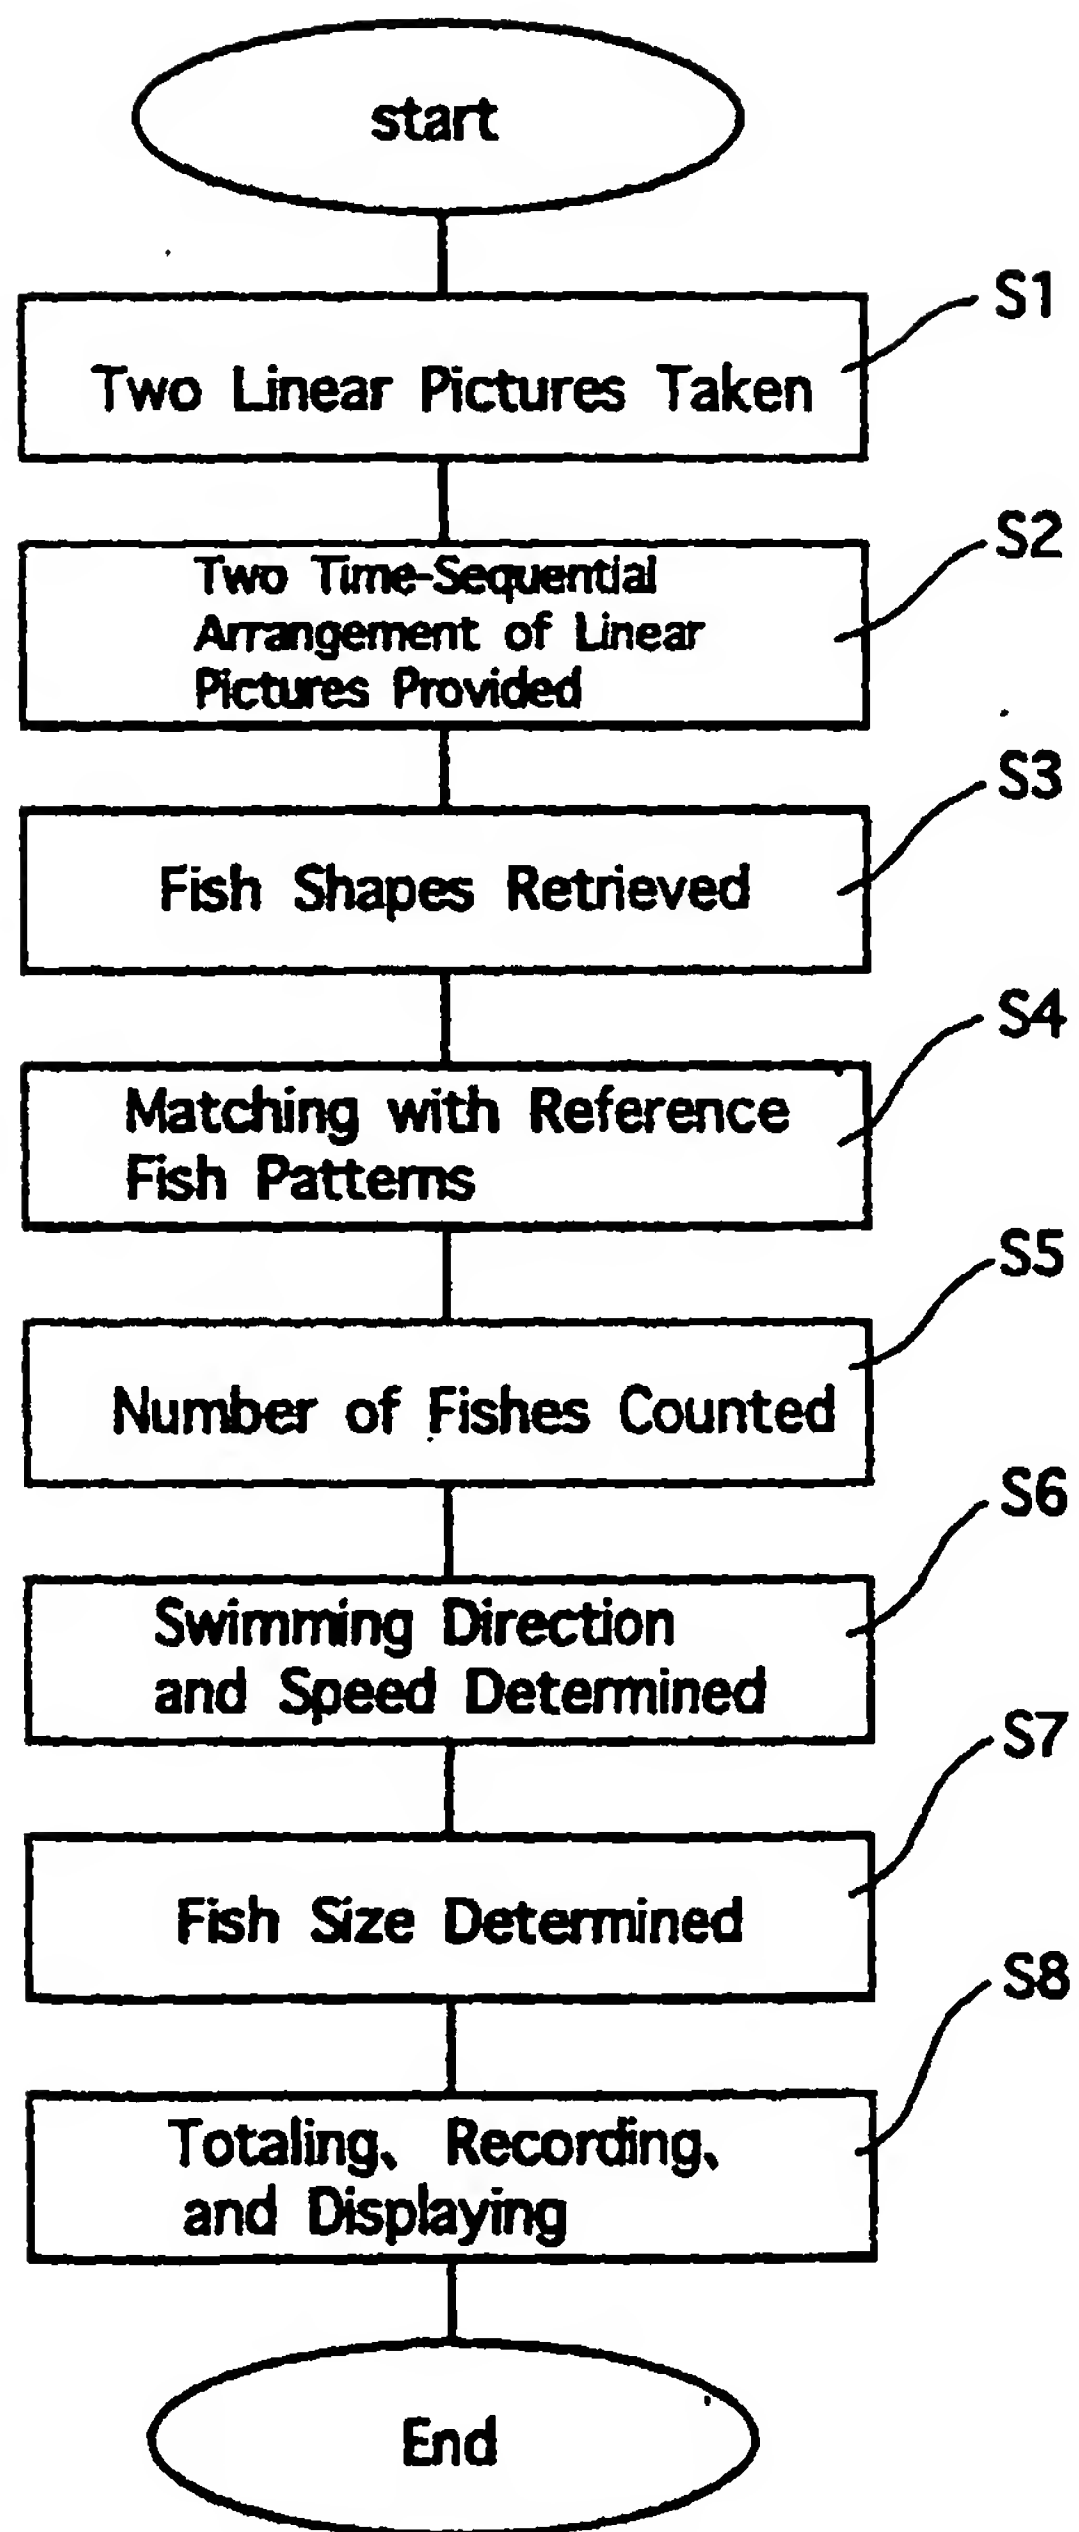 start
S1
Two Linear Pictures Taken
S2
Two Time-Sequential
Arrangement of Linear
Pictures Provided
S3
Fish Shapes Retrieved
S4
Matching with Reference
Fish Patterns
S5
Number of Fishes Counted
S6
Swimming Direction
and Speed Determined
S7
Fish Size Determined
S8
Totaling、Recording、
and Displaying
End